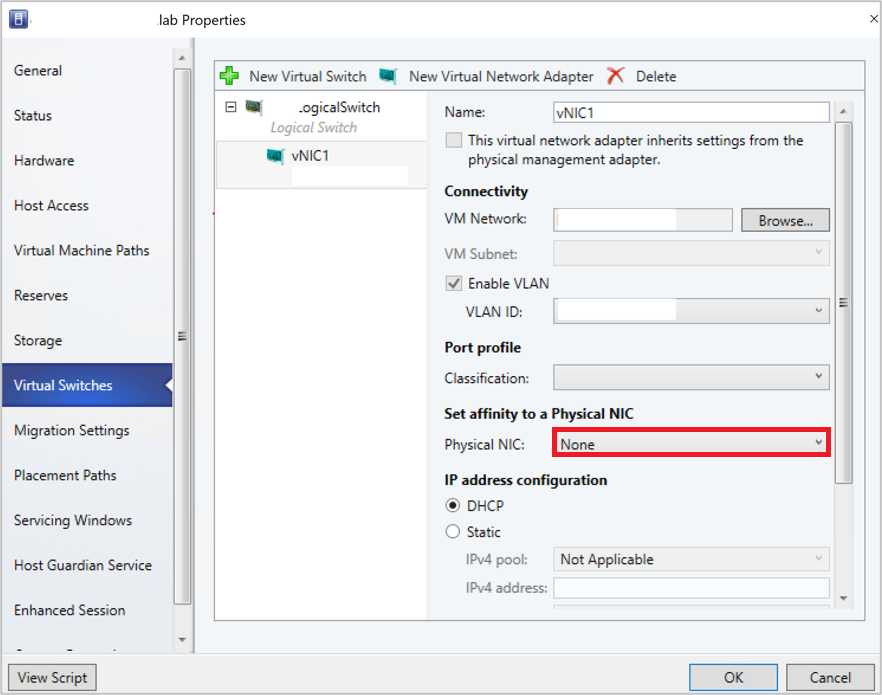 .lab Properties
General
Status
Hardware
Host Access
Virtual Machine Paths
Reserves
Storage
Virtual Switches
Migration Settings
Placement Paths
Servicing Windows
Host Guardian Service
Enhanced Session
New Virtual Switch New Virtual Network Adapter Delete
LogicalSwitch
Logical Switch
vNIC1
Name: vNIC1
This virtual network adapter inherits settings from the
physical management adapter.
Connectivity
VM Network: Browse...
VM Subnet:
Enable VLAN
VLAN ID:
Port profile
Classification:
Set affinity to a Physical NIC
Physical NIC: None
IP address configuration
DHCP
Static
IPv4 pool: Not Applicable
IPv4 address:
View Script OK Cancel